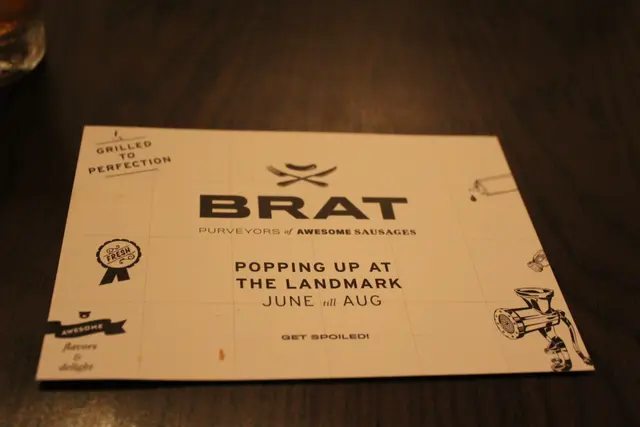 GRILLED
TO
PERFECTION
BRAT
PURVEYORS of AWESOME SAUSAGES
FRESH
POPPING UP AT
THE LANDMARK
JUNE till AUG
GET SPOILED!
AWESOME
flavors
&
delight